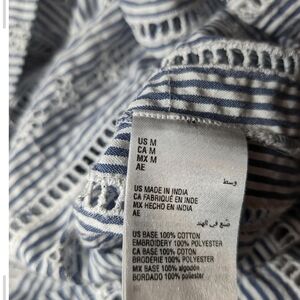 US M
CA M
MX M
AE
وسط
US MADE IN INDIA
CA FABRIQUE EN INDE
MX HECHO EN INDIA
AE
صُنع في الهند
US BASE 100% COTTON
EMBROIDERY 100% POLYESTER
CA BASE 100% COTON
BRODERIE 100% POLYESTER
MX BASE 100% algodón
BORDADO 100% poliéster